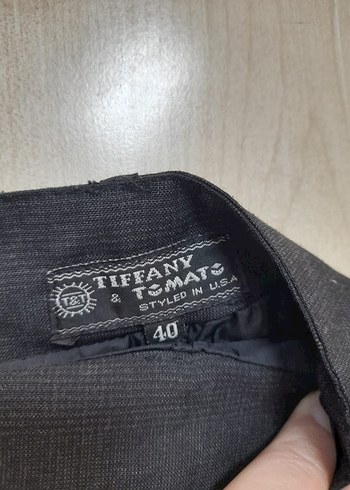 T&T
TIFFANY
& TOMATO
STYLED IN U.S.A
40